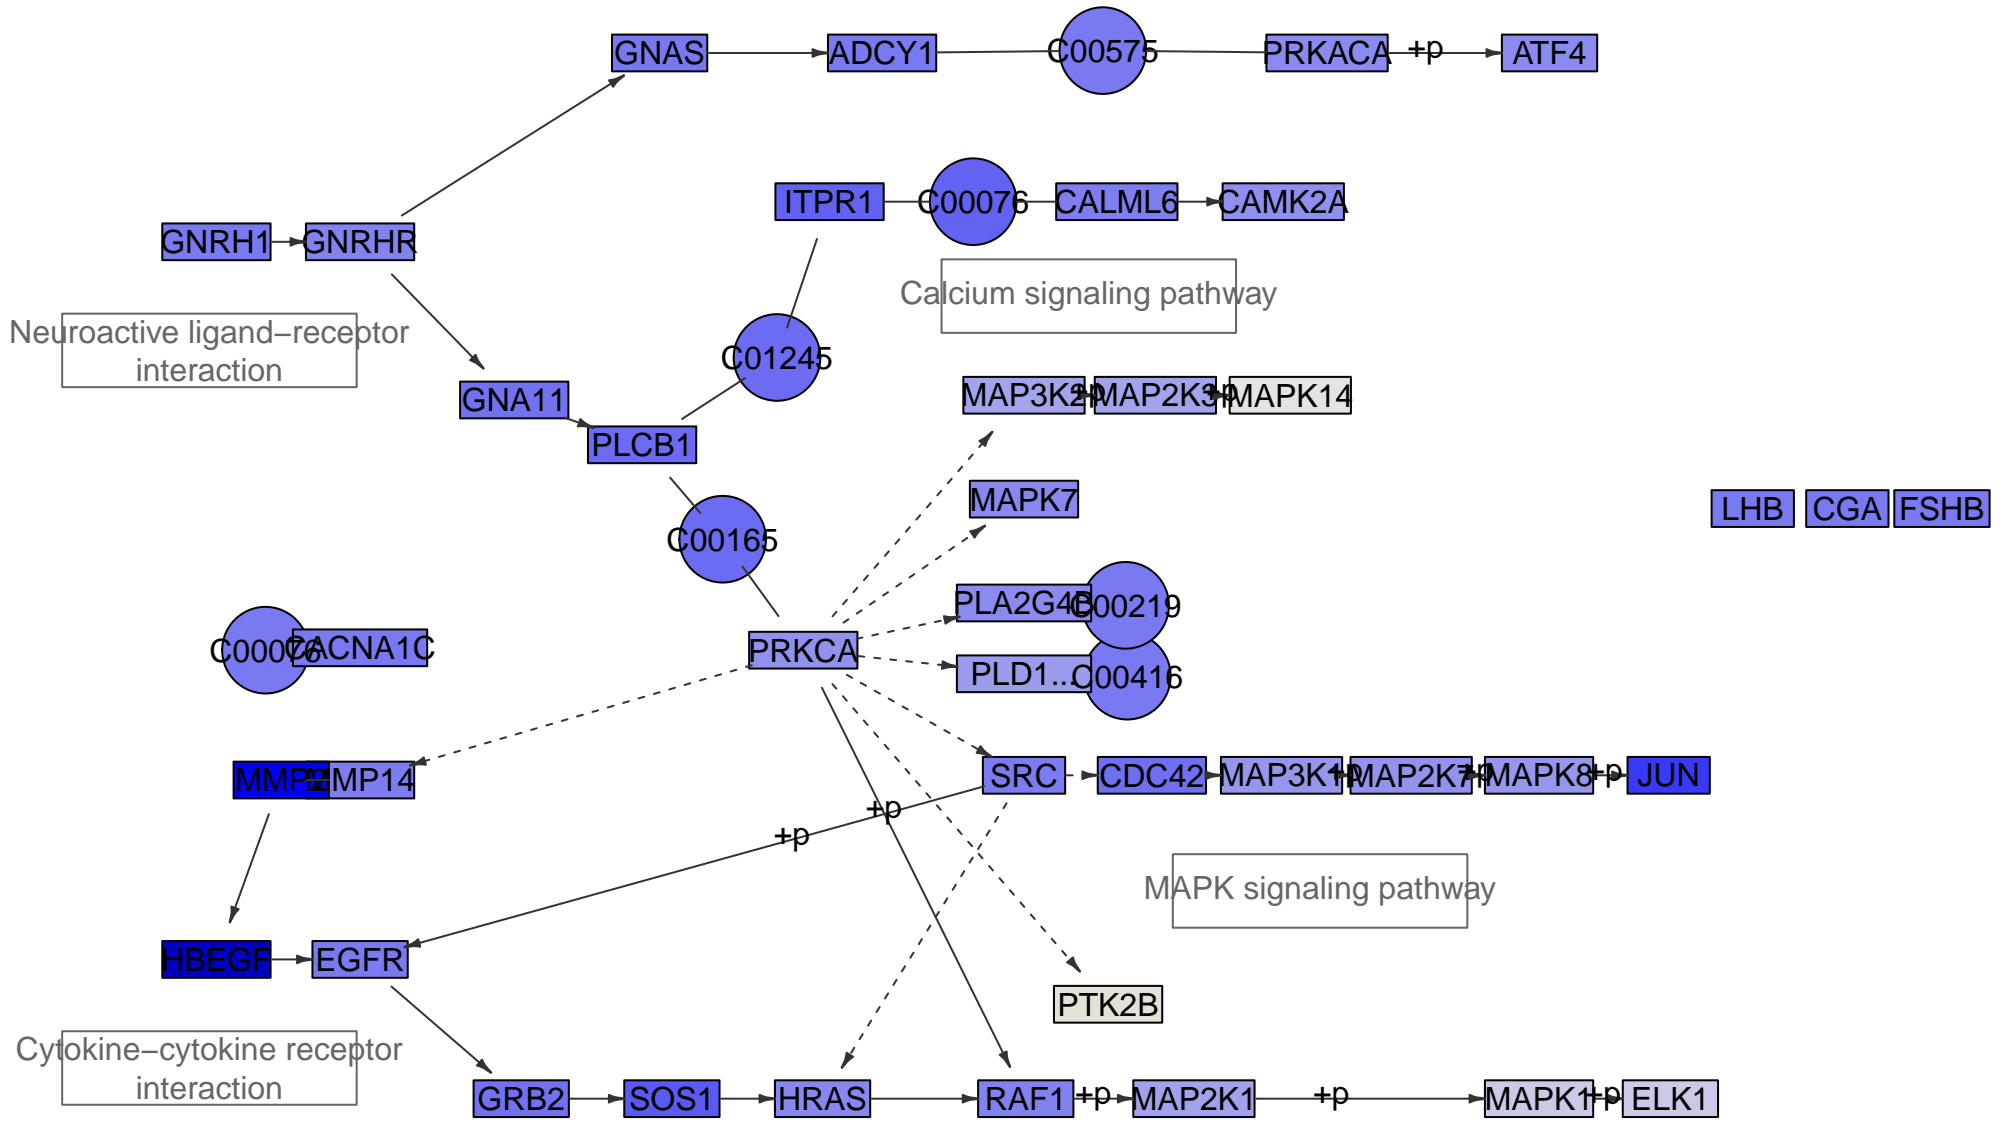 GNAS
ADCY1
C00575
PRKACA
+p
ATF4
ITPR1
C00076
CALML6
CAMK2A
GNRH1
GNRHR
Calcium signaling pathway
Neuroactive ligand–receptor
interaction
C01245
GNA11
PLCB1
MAP3K2
+p
MAP2K3
+p
MAPK14
MAPK7
LHB
CGA
FSHB
C00165
PLA2G4B
C00219
C00076
CACNA1C
PRKCA
PLD1...
C00416
MMP2
MMP14
SRC
CDC42
MAP3K1
+p
MAP2K7
+p
MAPK8
+p
JUN
+p
+p
MAPK signaling pathway
HBEGF
EGFR
PTK2B
Cytokine–cytokine receptor
interaction
GRB2
SOS1
HRAS
RAF1
+p
MAP2K1
+p
MAPK1
+p
ELK1